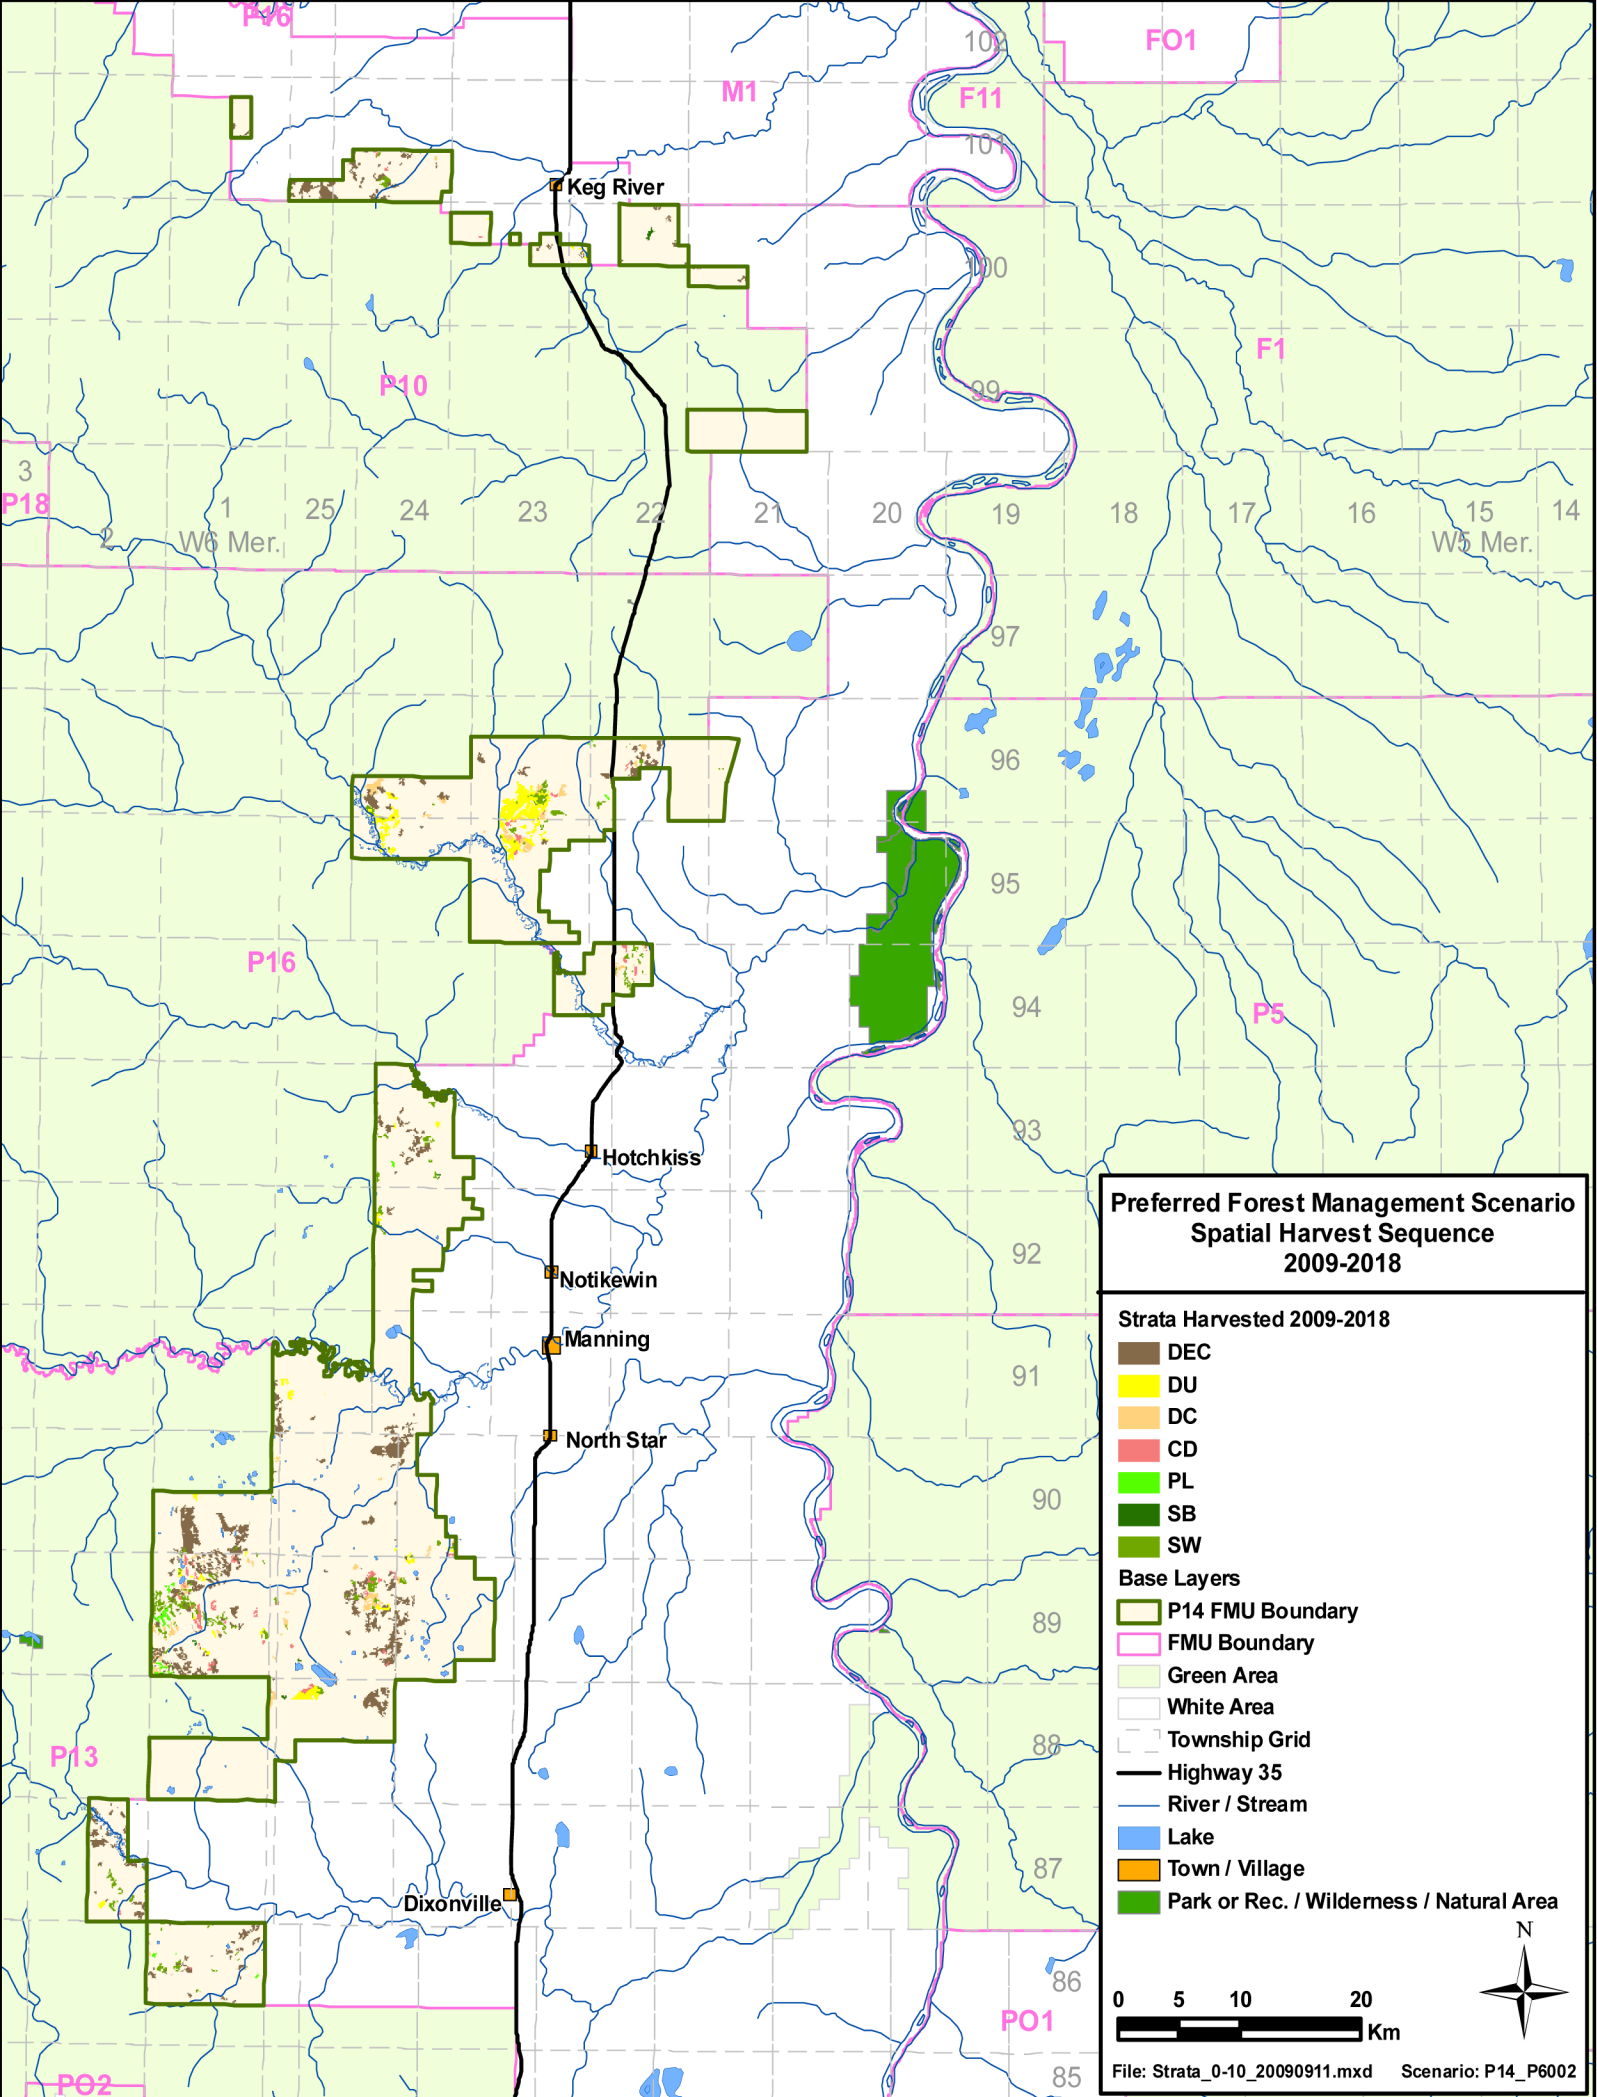 P16
102
FO1
M1
F11
101
Keg River
100
F1
P10
99
3
P18
1
25
24
23
22
21
20
19
18
17
16
15
14
2
W6 Mer.
W5 Mer.
97
96
95
P16
94
P5
93
Hotchkiss
92
Notikewin
Manning
91
North Star
90
89
88
P13
87
Dixonville
86
PO1
85
PO2
Preferred Forest Management Scenario
Spatial Harvest Sequence
2009-2018
Strata Harvested 2009-2018
DEC
DU
DC
CD
PL
SB
SW
Base Layers
P14 FMU Boundary
FMU Boundary
Green Area
White Area
Township Grid
Highway 35
River / Stream
Lake
Town / Village
Park or Rec. / Wilderness / Natural Area
N
0 5 10 20
Km
File: Strata_0-10_20090911.mxd Scenario: P14_P6002